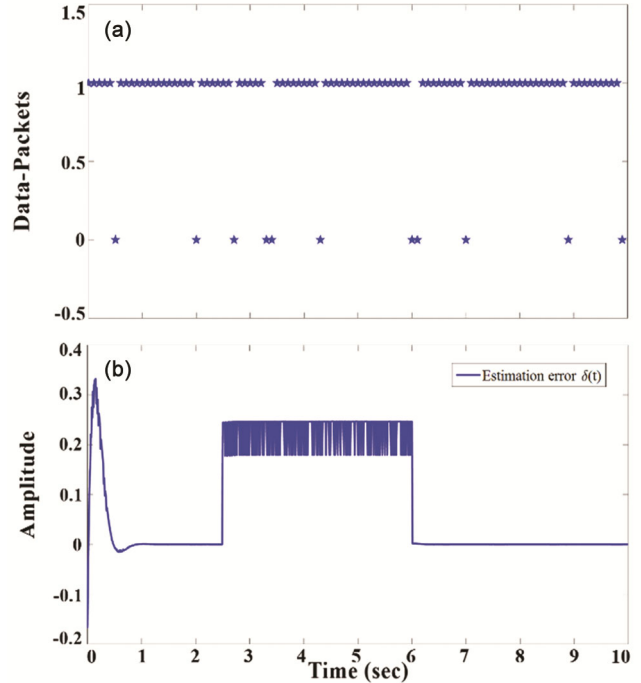 (a)
1.5
1
0.5
0
-0.5
Data-Packets
(b)
Estimation error δ(t)
0.4
0.3
0.2
0.1
0
-0.1
-0.2
Amplitude
0 1 2 3 4 5 6 7 8 9 10
Time (sec)